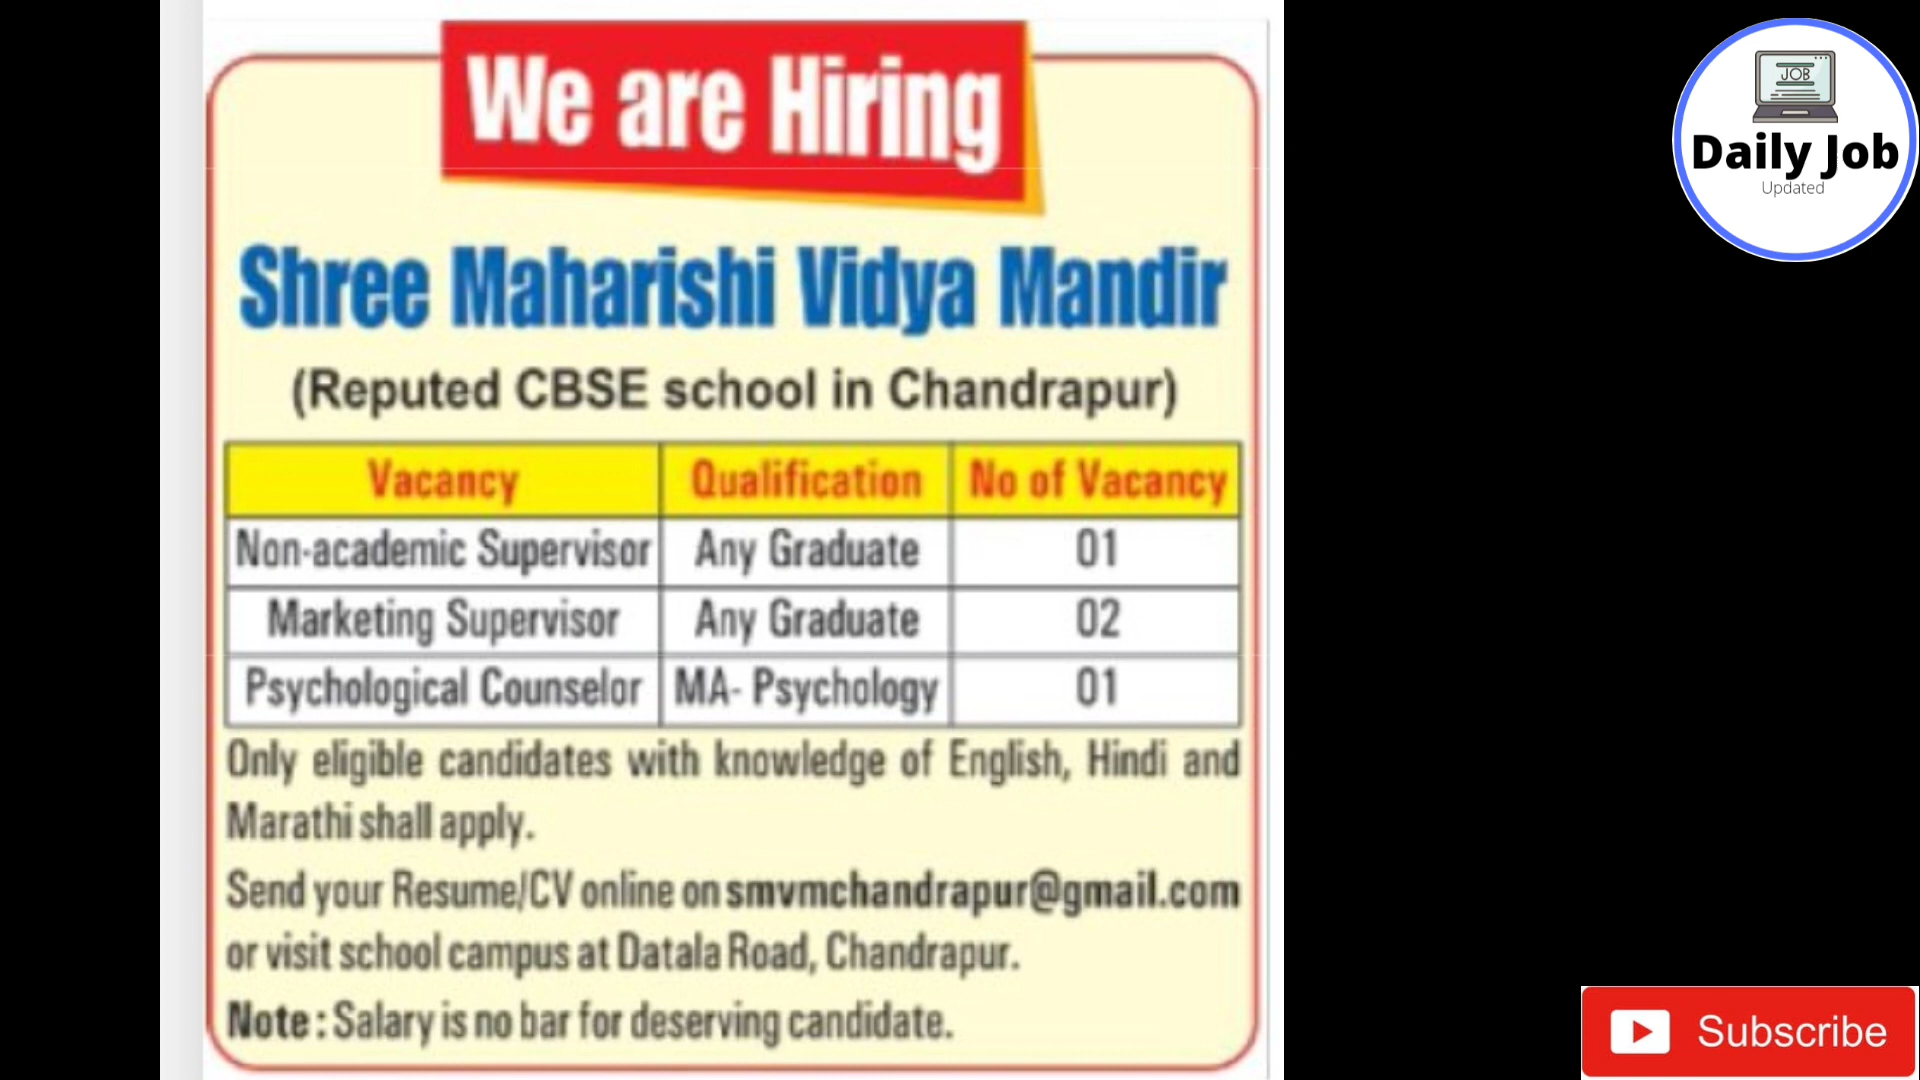 We are Hiring
Shree Maharishi Vidya Mandir
(Reputed CBSE school in Chandrapur)
Vacancy Qualification No of Vacancy
Non-academic Supervisor Any Graduate 01
Marketing Supervisor Any Graduate 02
Psychological Counselor MA- Psychology 01
Only eligible candidates with knowledge of English, Hindi and
Marathi shall apply.
Send your Resume/CV online on smvmchandrapur@gmail.com
or visit school campus at Datala Road, Chandrapur.
Note : Salary is no bar for deserving candidate.
JOB
Daily Job
Updated
Subscribe